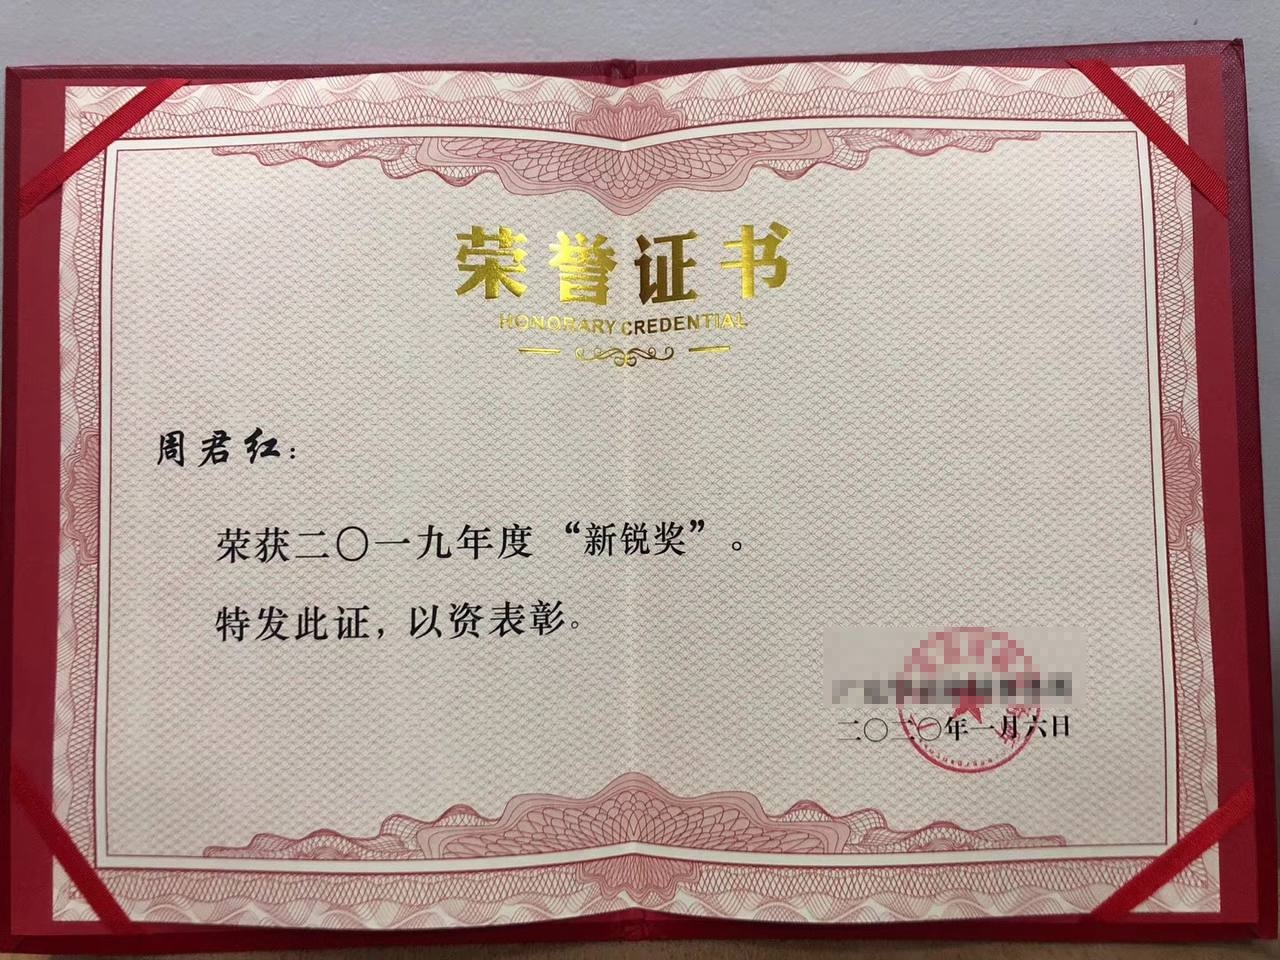 荣誉证书
HONORARY CREDENTIAL
周君红：
荣获二〇一九年度“新锐奖”。
特发此证，以资表彰。
二〇二〇年一月六日